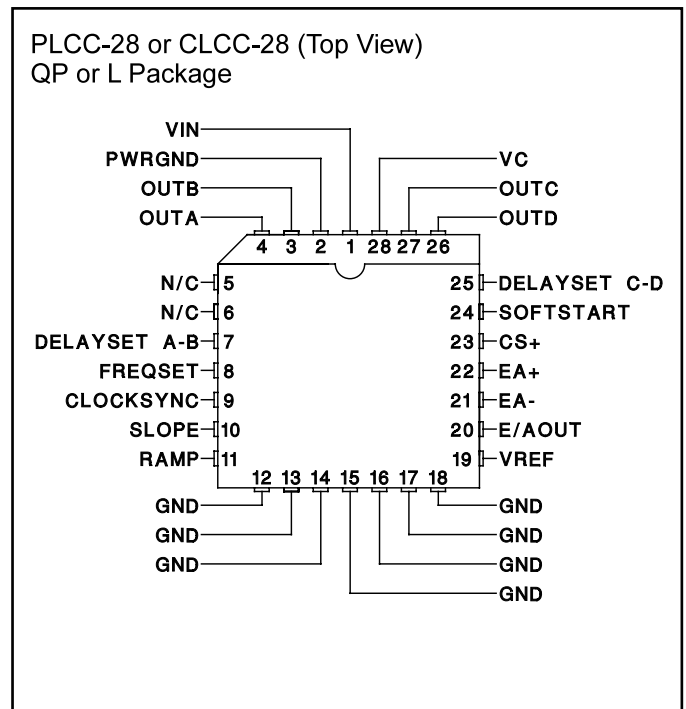 PLCC-28 or CLCC-28 (Top View)
QP or L Package
VIN
PWRGND
OUTB
OUTA
VC
OUTC
OUTD
4 3 2 1 28 27 26
N/C 5
N/C 6
DELAYSET A-B 7
FREQSET 8
CLOCKSYNC 9
SLOPE 10
RAMP 11
25 DELAYSET C-D
24 SOFTSTART
23 CS+
22 EA+
21 EA-
20 E/AOUT
19 VREF
12 13 14 15 16 17 18
GND
GND
GND
GND
GND
GND
GND